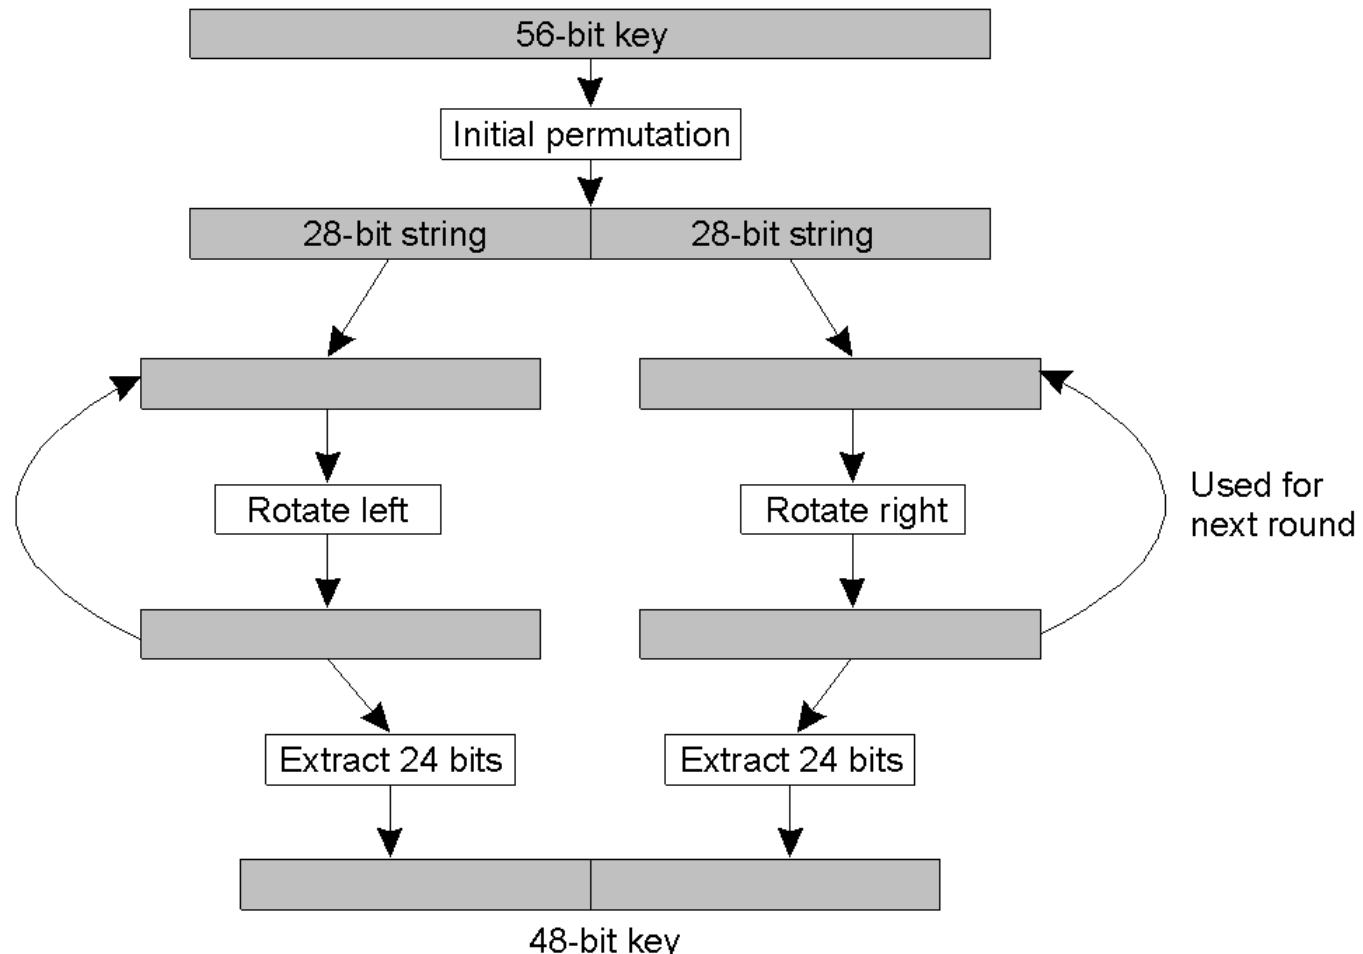 56-bit key
Initial permutation
28-bit string
28-bit string
Rotate left
Rotate right
Used for
next round
Extract 24 bits
Extract 24 bits
48-bit key